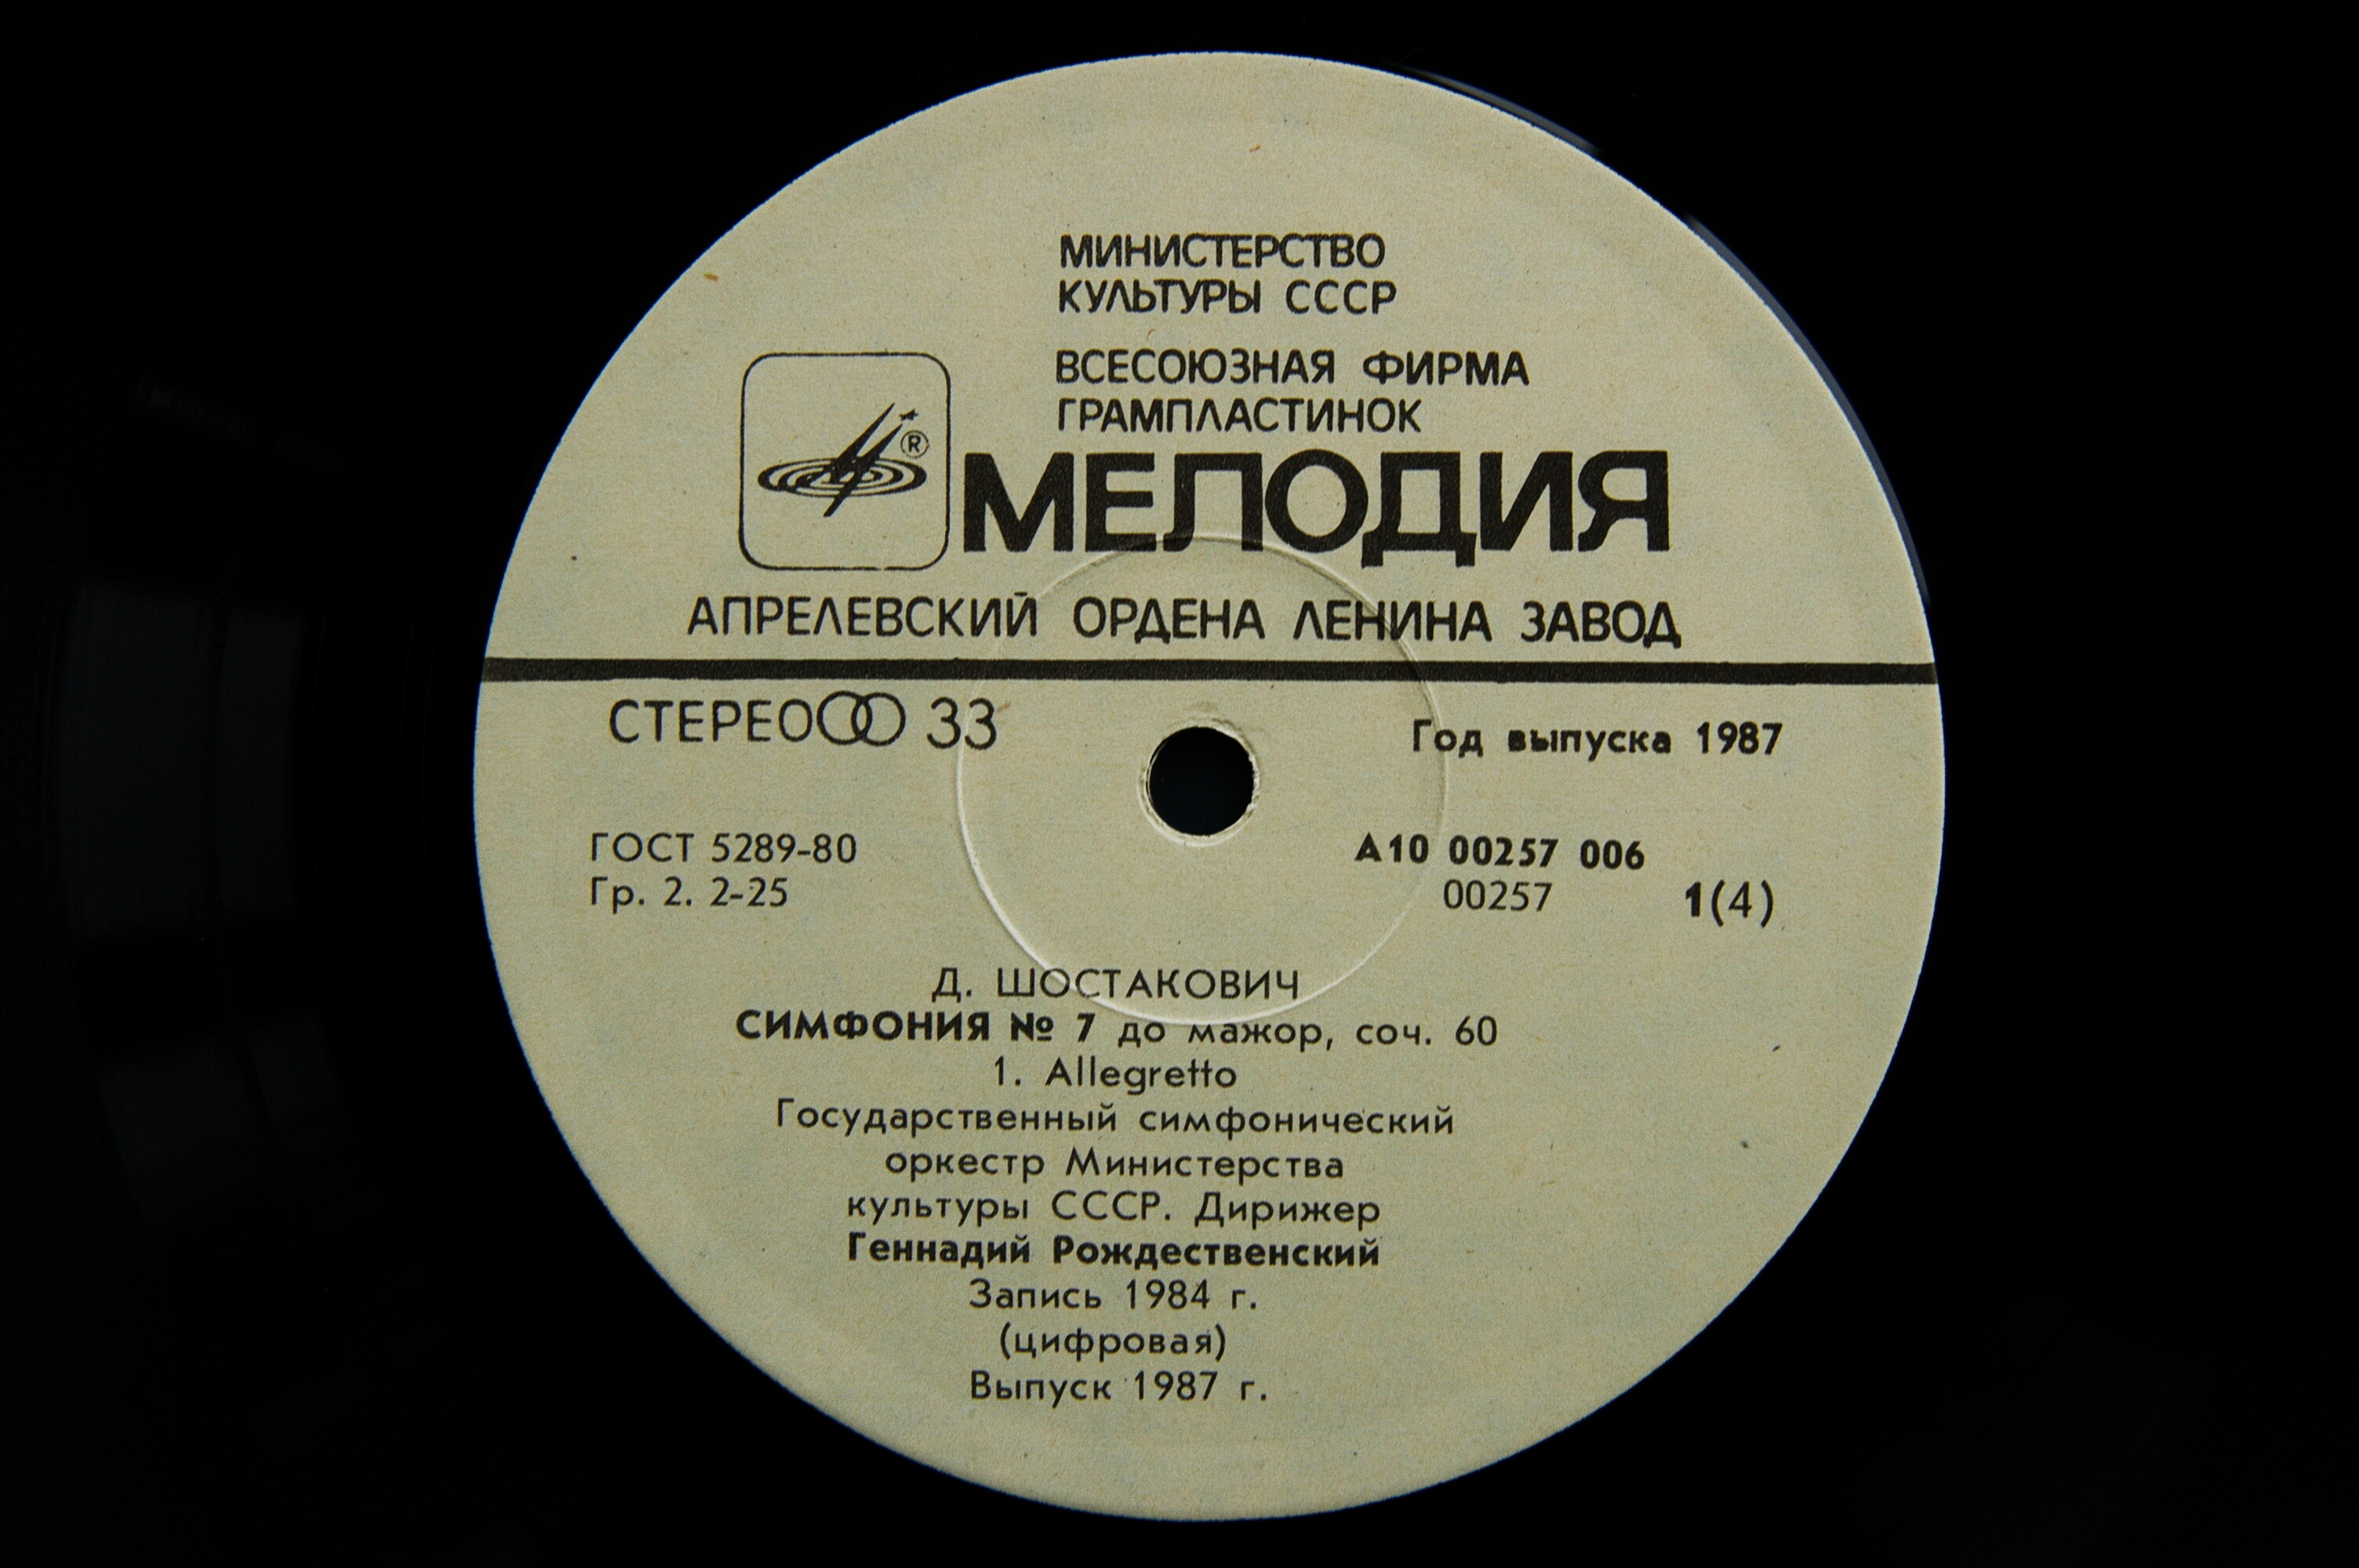 МИНИСТЕРСТВО
КУЛЬТУРЫ СССР
ВСЕСОЮЗНАЯ ФИРМА
ГРАМПЛАСТИНОК
®
МЕЛОДИЯ
АПРЕЛЕВСКИЙ ОРДЕНА ЛЕНИНА ЗАВОД
СТЕРЕО 33
Год выпуска 1987
ГОСТ 5289-80
Гр. 2. 2-25
А10 00257 006
00257 1(4)
Д. ШОСТАКОВИЧ
СИМФОНИЯ № 7 до мажор, соч. 60
1. Allegretto
Государственный симфонический
оркестр Министерства
культуры СССР. Дирижер
Геннадий Рождественский
Запись 1984 г.
(цифровая)
Выпуск 1987 г.